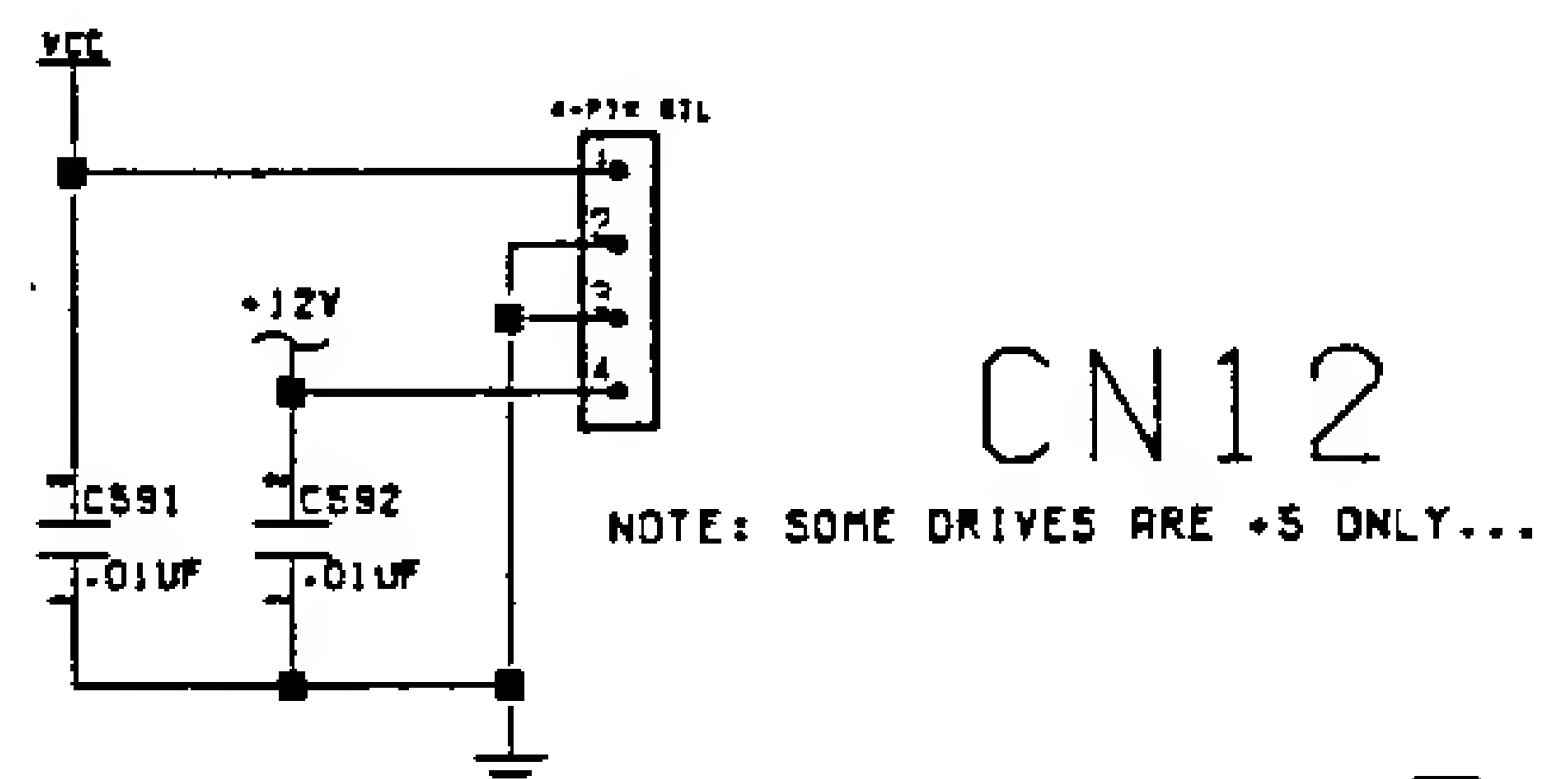 VCC
4-PIN SIL
1
2
3
+12V
4
CN12
C591
C592
NOTE: SOME DRIVES ARE +5 ONLY...
.01UF
.01UF